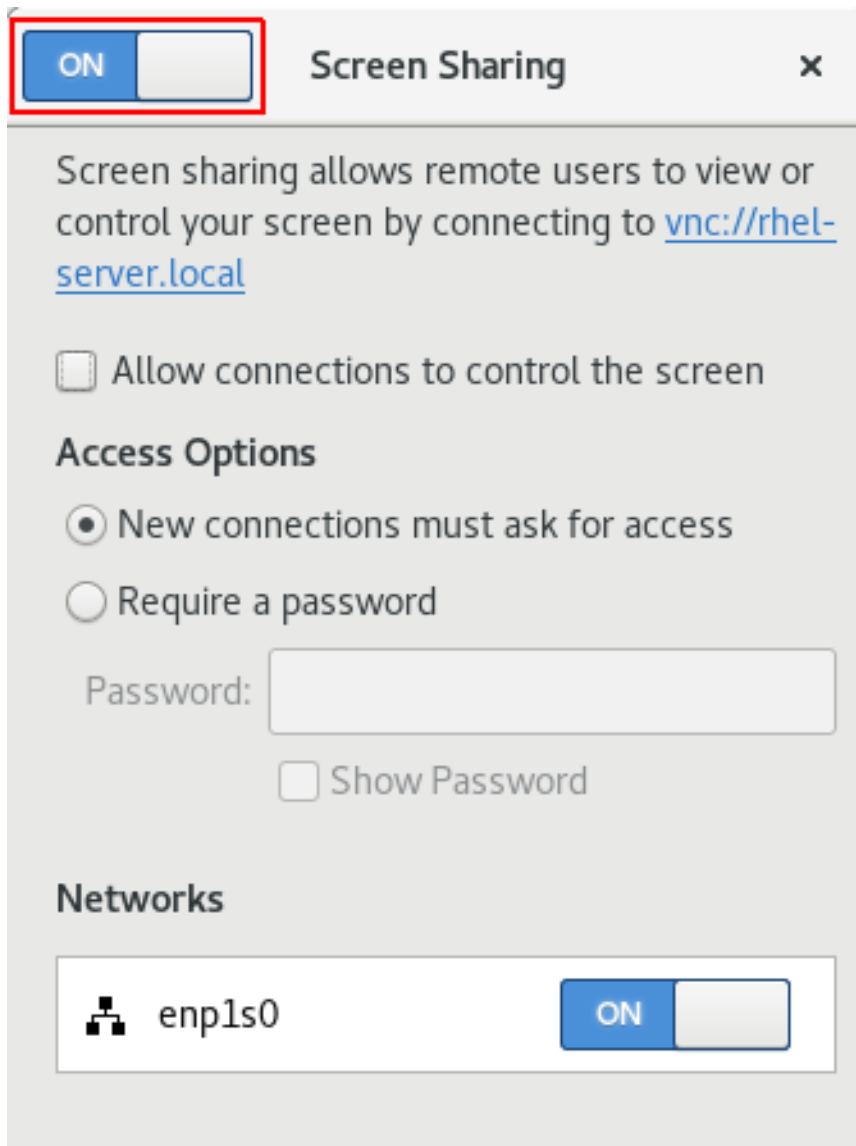 ON Screen Sharing ×
Screen sharing allows remote users to view or
control your screen by connecting to vnc://rhel-
server.local
Allow connections to control the screen
Access Options
New connections must ask for access
Require a password
Password:
Show Password
Networks
enp1s0 ON